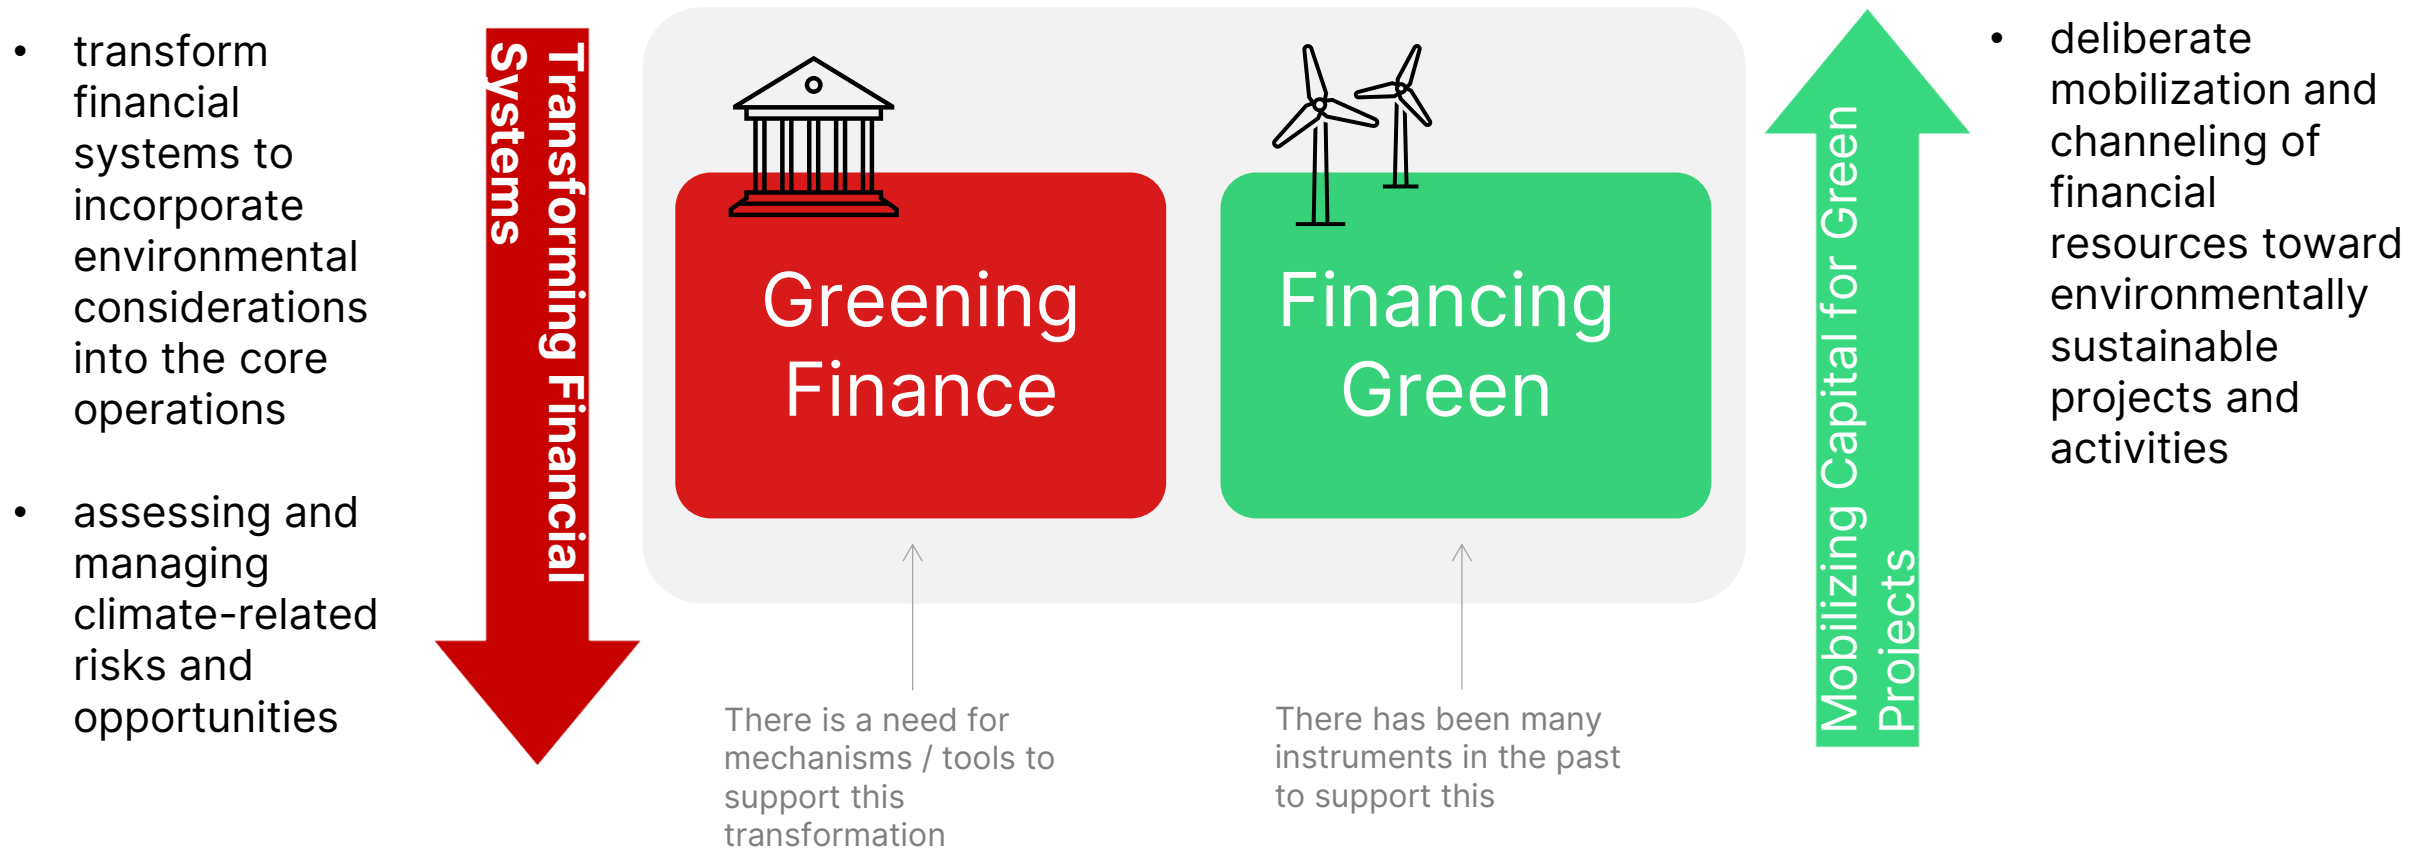 • transform
financial
systems to
incorporate
environmental
considerations
into the core
operations
• assessing and
managing
climate-related
risks and
opportunities
Transforming Financial
Systems
Greening
Finance
There is a need for
mechanisms / tools to
support this
transformation
Financing
Green
There has been many
instruments in the past
to support this
Mobilizing Capital for Green
Projects
• deliberate
mobilization and
channeling of
financial
resources toward
environmentally
sustainable
projects and
activities